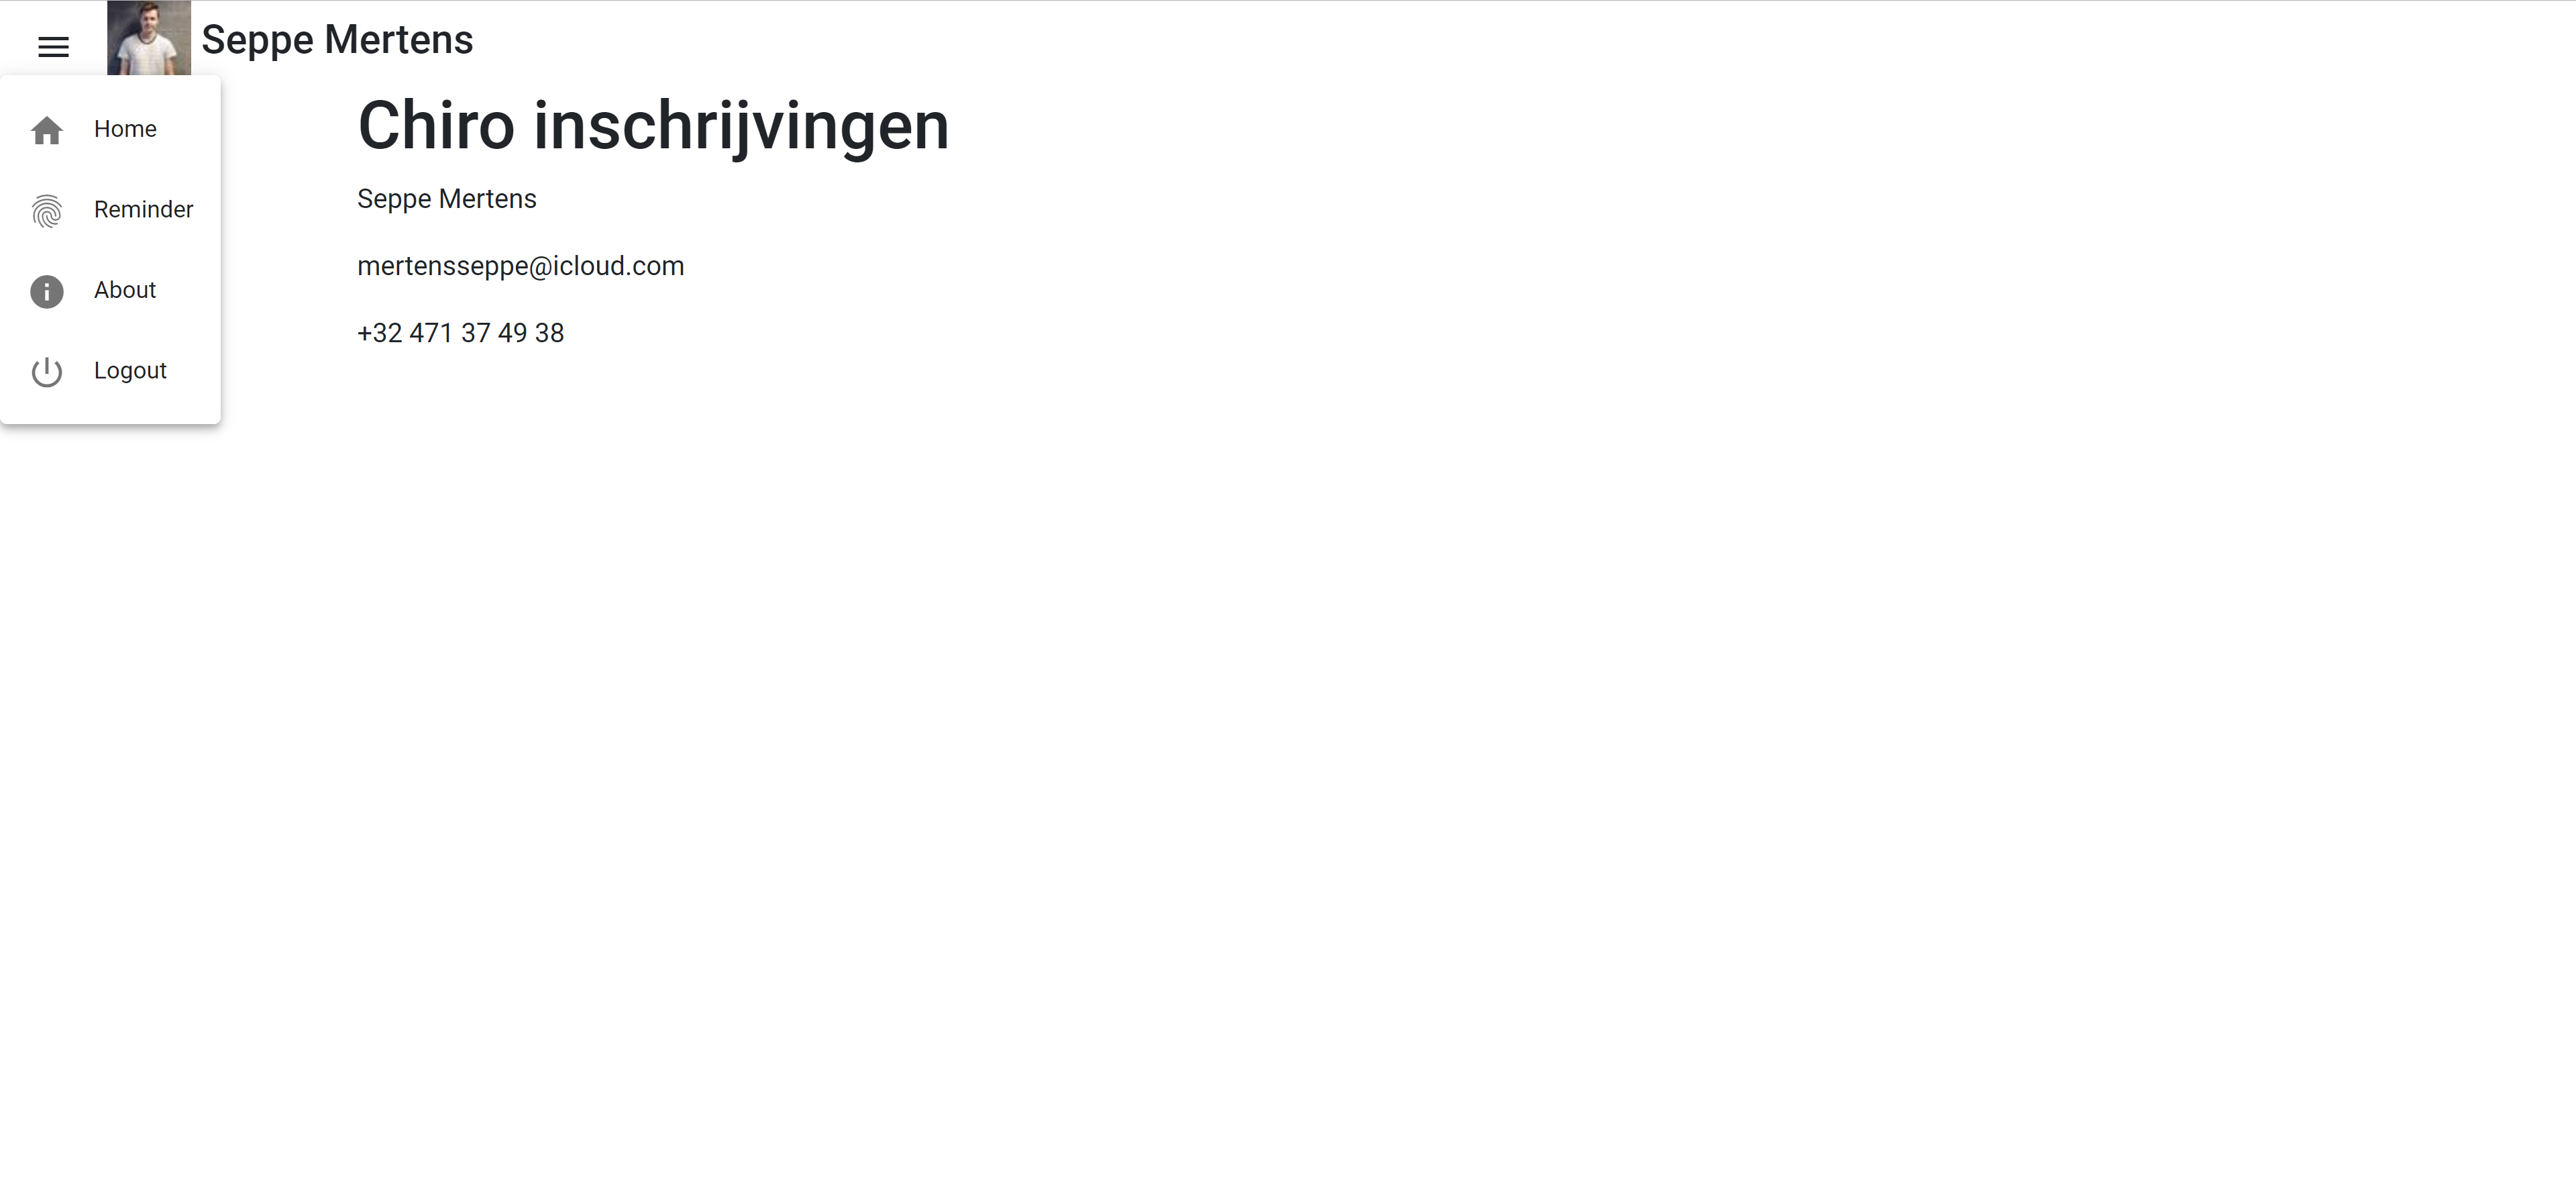 Seppe Mertens
Home
Reminder
About
Logout
Chiro inschrijvingen
Seppe Mertens
mertensseppe@icloud.com
+32 471 37 49 38